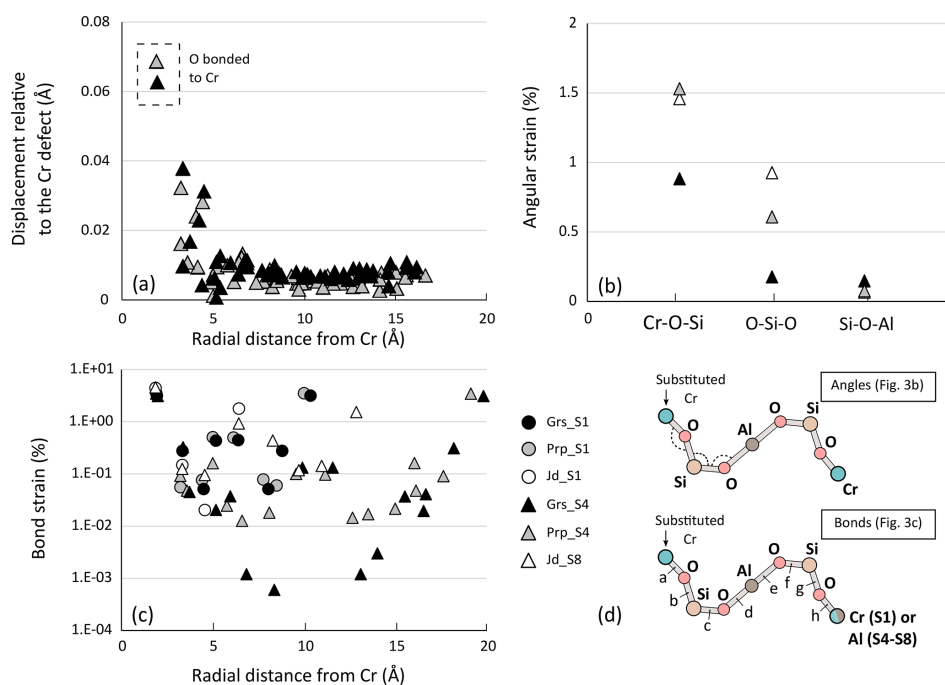 0.08
0.06
0.04
0.02
0
Displacement relative
to the Cr defect (Å)
O bonded
to Cr
(a)
0
5
10
15
20
Radial distance from Cr (Å)
2
1.5
1
0.5
0
Angular strain (%)
(b)
0
Cr-O-Si
O-Si-O
Si-O-Al
1.E+01
1.E+00
1.E-01
1.E-02
1.E-03
1.E-04
Bond strain (%)
(c)
0
5
10
15
20
Radial distance from Cr (Å)
Grs_S1
Prp_S1
Jd_S1
Grs_S4
Prp_S4
Jd_S8
Substituted
Cr
Angles (Fig. 3b)
O
Si
O
Al
O
Si
O
Cr
Substituted
Cr
Bonds (Fig. 3c)
a
O
b
Si
c
O
d
Al
e
O
f
Si
g
O
h
Cr (S1) or
Al (S4-S8)
(d)